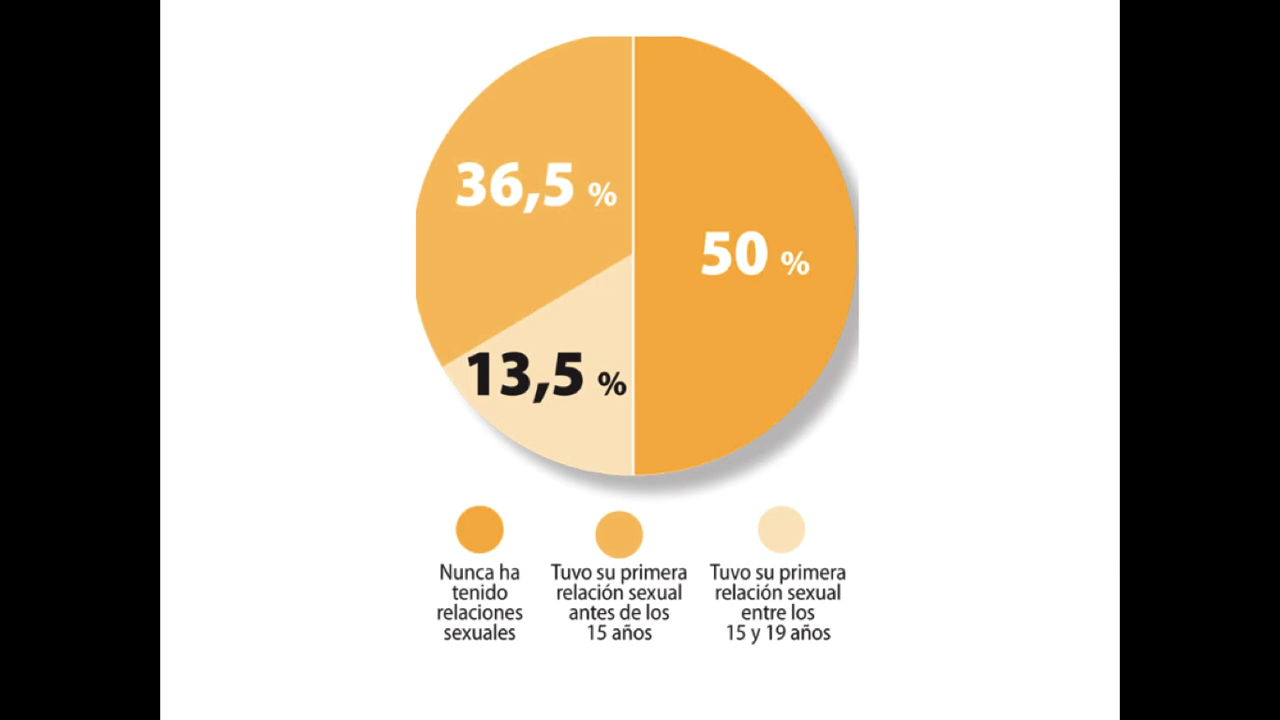 36,5 %
50 %
13,5 %
Nunca ha
tenido
relaciones
sexuales
Tuvo su primera
relación sexual
antes de los
15 años
Tuvo su primera
relación sexual
entre los
15 y 19 años